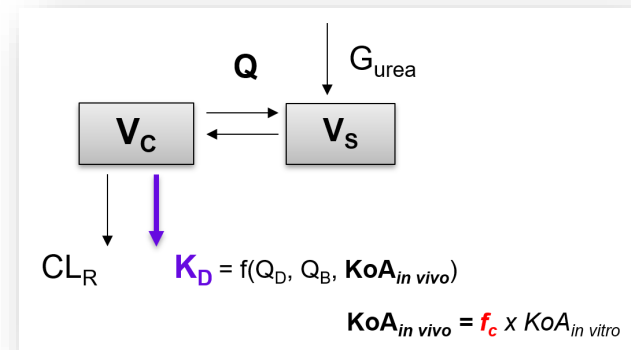 Q
G_urea
V_C
V_S
CL_R
K_D = f(Q_D, Q_B, KoA_in vivo)
KoA_in vivo = f_c x KoA_in vitro